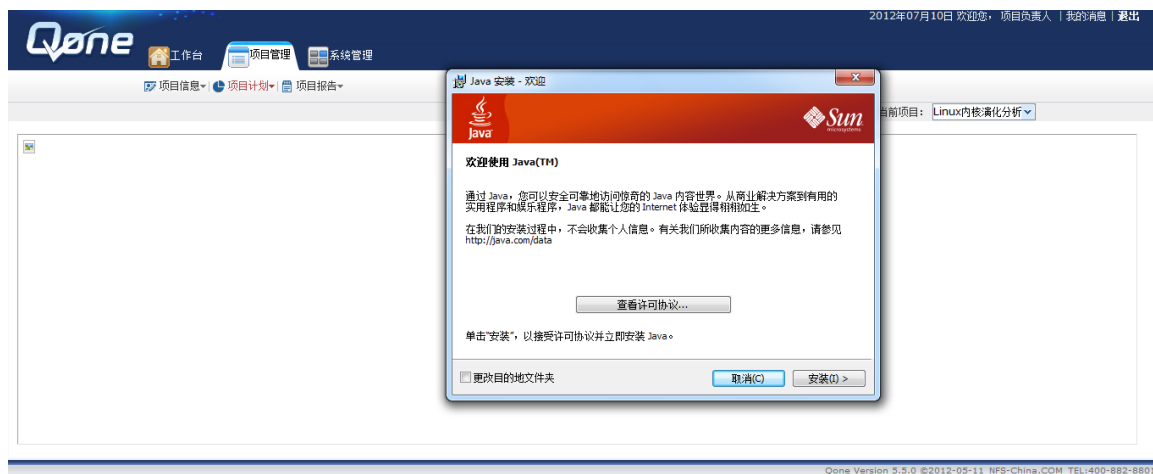 2012年07月10日 欢迎您， 项目负责人 | 我的消息 | 退出
Qone
工作台 项目管理 系统管理
项目信息 | 项目计划 | 项目报告
Java 安装 - 欢迎
当前项目： Linux内核演化分析
Java
Sun
microsystems
欢迎使用 Java(TM)
通过 Java，您可以安全可靠地访问惊奇的 Java 内容世界。从商业解决方案到有用的
实用程序和娱乐程序，Java 都能让您的 Internet 体验显得栩栩如生。
在我们的安装过程中，不会收集个人信息。有关我们所收集内容的更多信息，请参见
http://java.com/data
查看许可协议...
单击"安装"，以接受许可协议并立即安装 Java。
更改目的地文件夹
取消(C)
安装(I) >
Qone Version 5.5.0 ©2012-05-11 NFS-China.COM TEL:400-882-8801